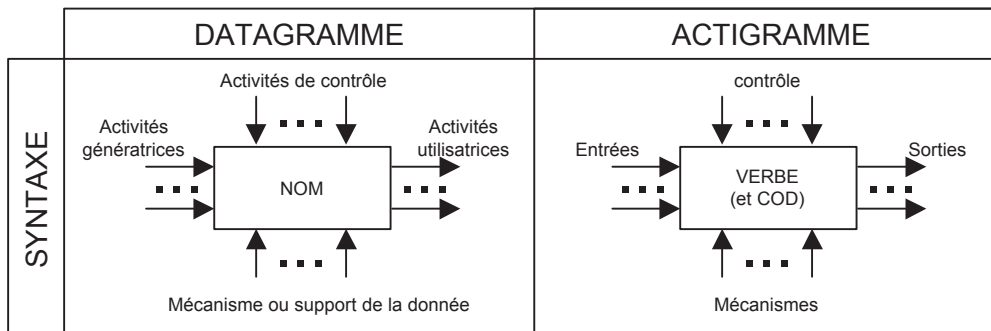 DATAGRAMME
ACTIGRAMME
SYNTAXE
Activités de contrôle
Activités
génératrices
Activités
utilisatrices
NOM
Mécanisme ou support de la donnée
contrôle
Entrées
Sorties
VERBE
(et COD)
Mécanismes